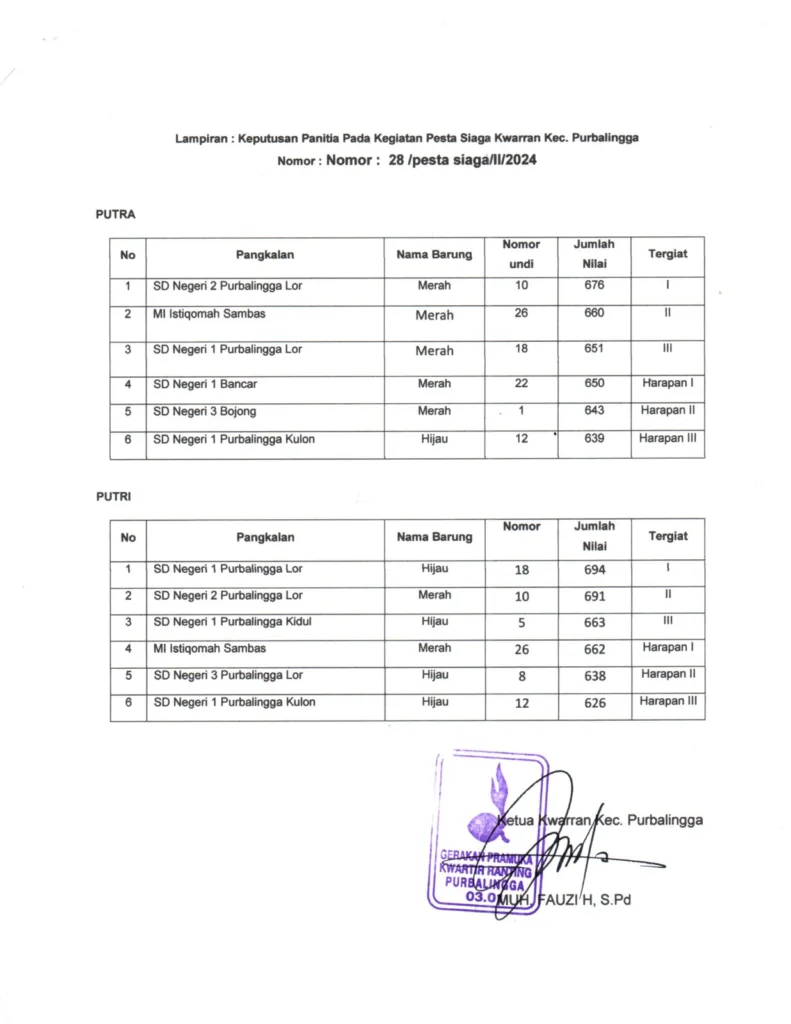 Lampiran : Keputusan Panitia Pada Kegiatan Pesta Siaga Kwarran Kec. Purbalingga
Nomor : Nomor : 28 /pesta siaga/II/2024
PUTRA
No Pangkalan Nama Barung Nomor undi Jumlah Nilai Tergiat
1 SD Negeri 2 Purbalingga Lor Merah 10 676 I
2 MI Istiqomah Sambas Merah 26 660 II
3 SD Negeri 1 Purbalingga Lor Merah 18 651 III
4 SD Negeri 1 Bancar Merah 22 650 Harapan I
5 SD Negeri 3 Bojong Merah 1 643 Harapan II
6 SD Negeri 1 Purbalingga Kulon Hijau 12 639 Harapan III
PUTRI
No Pangkalan Nama Barung Nomor Jumlah Nilai Tergiat
1 SD Negeri 1 Purbalingga Lor Hijau 18 694 I
2 SD Negeri 2 Purbalingga Lor Merah 10 691 II
3 SD Negeri 1 Purbalingga Kidul Hijau 5 663 III
4 MI Istiqomah Sambas Merah 26 662 Harapan I
5 SD Negeri 3 Purbalingga Lor Hijau 8 638 Harapan II
6 SD Negeri 1 Purbalingga Kulon Hijau 12 626 Harapan III
Ketua Kwarran Kec. Purbalingga
GERAKAN PRAMUKA
KWARTIR RANTING
PURBALINGGA
MUH. FAUZI H, S.Pd